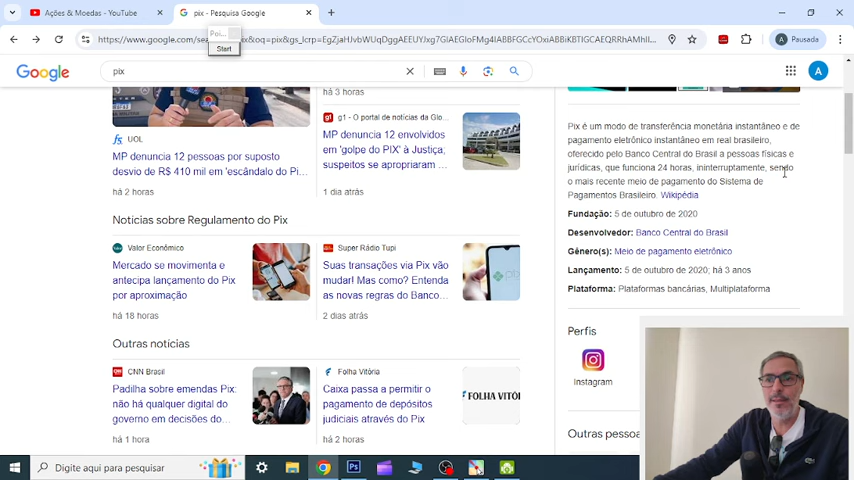 Ações & Moedas - YouTube
pix - Pesquisa Google
Poi...
Start
Pausada
Google
pix
há 3 horas
UOL
MP denuncia 12 pessoas por suposto
desvio de R$ 410 mil em 'escândalo do Pi...
há 2 horas
g1 - O portal de notícias da Glo...
MP denuncia 12 envolvidos
em 'golpe do PIX' à Justiça;
suspeitos se apropriaram ...
1 dia atrás
Notícias sobre Regulamento do Pix
Valor Econômico
Mercado se movimenta e
antecipa lançamento do Pix
por aproximação
há 18 horas
Super Rádio Tupi
Suas transações via Pix vão
mudar! Mas como? Entenda
as novas regras do Banco...
2 dias atrás
Outras notícias
CNN Brasil
Padilha sobre emendas Pix:
não há qualquer digital do
governo em decisões do...
há 1 hora
Folha Vitória
Caixa passa a permitir o
pagamento de depósitos
judiciais através do Pix
há 2 horas
FOLHA VITÓ
Pix é um modo de transferência monetária instantâneo e de
pagamento eletrônico instantâneo em real brasileiro,
oferecido pelo Banco Central do Brasil a pessoas físicas e
jurídicas, que funciona 24 horas, ininterruptamente, sendo
o mais recente meio de pagamento do Sistema de
Pagamentos Brasileiro. Wikipédia
Fundação: 5 de outubro de 2020
Desenvolvedor: Banco Central do Brasil
Gênero(s): Meio de pagamento eletrônico
Lançamento: 5 de outubro de 2020; há 3 anos
Plataforma: Plataformas bancárias, Multiplataforma
Perfis
Instagram
Outras pessoa
Digite aqui para pesquisar